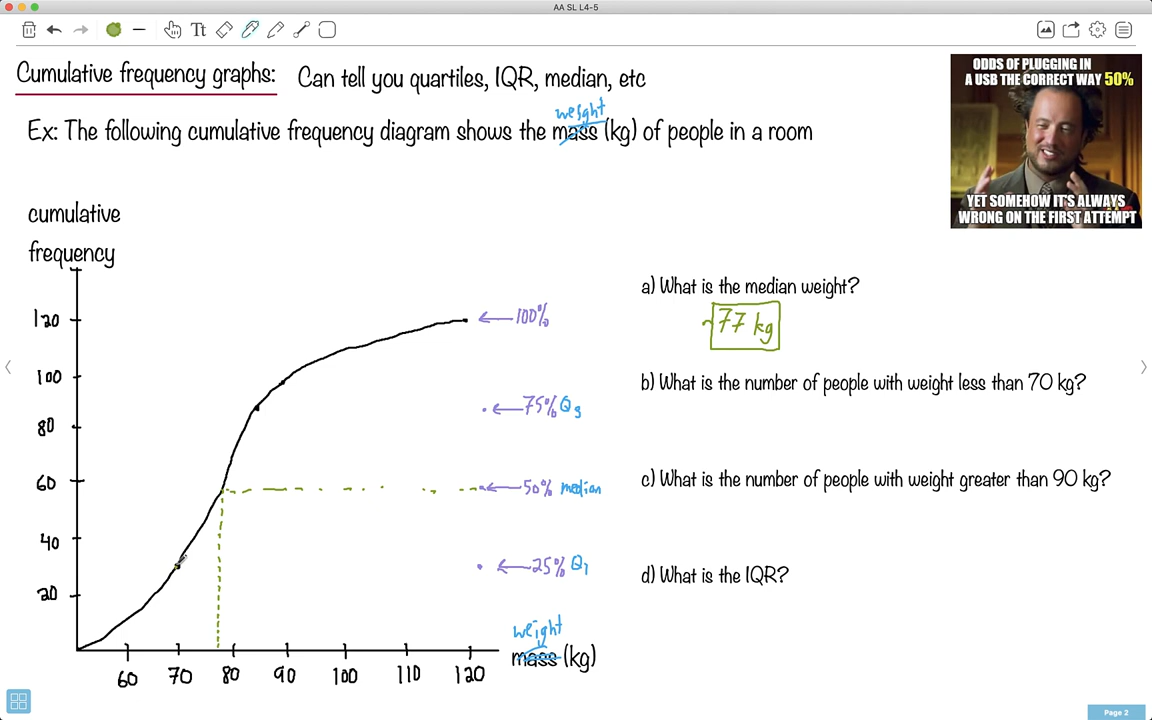 AA SL L4-5
Tt
Cumulative frequency graphs: Can tell you quartiles, IQR, median, etc
ODDS OF PLUGGING IN
A USB THE CORRECT WAY 50%
YET SOMEHOW IT'S ALWAYS
WRONG ON THE FIRST ATTEMPT
weight
Ex: The following cumulative frequency diagram shows the mass (kg) of people in a room
cumulative
frequency
120
100
80
60
40
20
60 70 80 90 100 110 120
100%
75% Q3
50% median
25% Q1
weight
mass (kg)
a) What is the median weight?
~77 kg
b) What is the number of people with weight less than 70 kg?
c) What is the number of people with weight greater than 90 kg?
d) What is the IQR?
Page 2